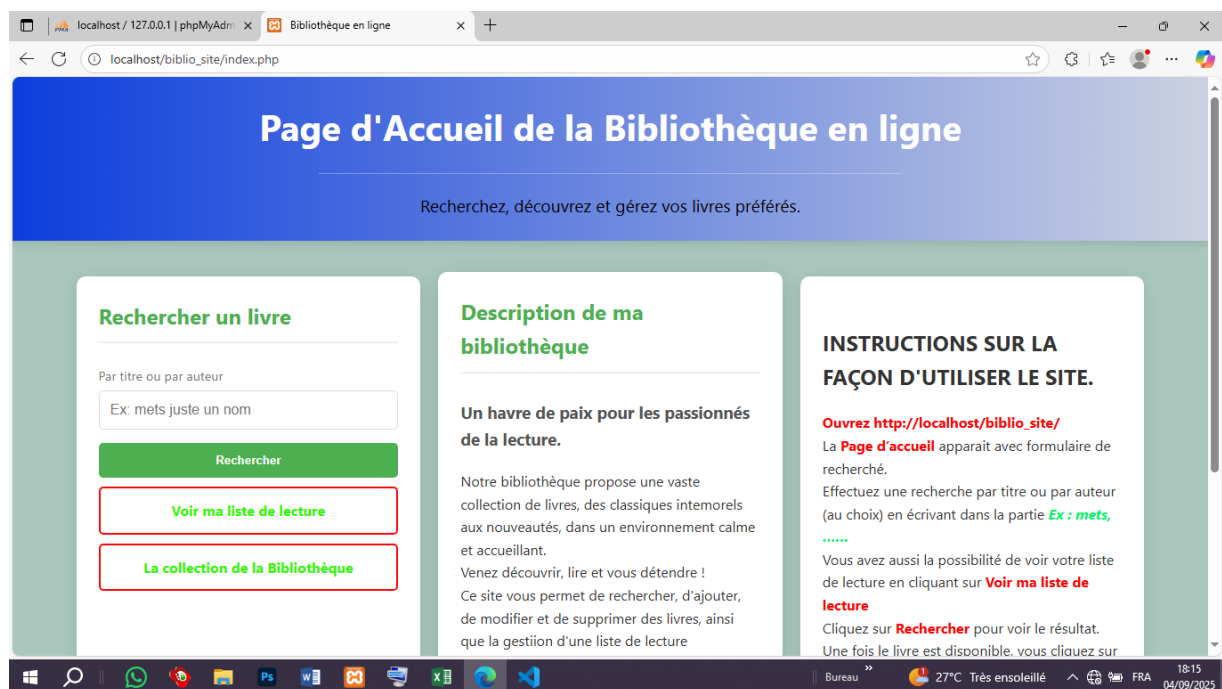 localhost / 127.0.0.1 | phpMyAdm
Bibliothèque en ligne
localhost/biblio_site/index.php
Page d'Accueil de la Bibliothèque en ligne
Recherchez, découvrez et gérez vos livres préférés.
Rechercher un livre
Par titre ou par auteur
Ex: mets juste un nom
Rechercher
Voir ma liste de lecture
La collection de la Bibliothèque
Description de ma
bibliothèque
Un havre de paix pour les passionnés
de la lecture.
Notre bibliothèque propose une vaste
collection de livres, des classiques intemorels
aux nouveautés, dans un environnement calme
et accueillant.
Venez découvrir, lire et vous détendre !
Ce site vous permet de rechercher, d'ajouter,
de modifier et de supprimer des livres, ainsi
que la gestiion d'une liste de lecture
INSTRUCTIONS SUR LA
FAÇON D'UTILISER LE SITE.
Ouvrez http://localhost/biblio_site/
La Page d'accueil apparait avec formulaire de
recherché.
Effectuez une recherche par titre ou par auteur
(au choix) en écrivant dans la partie Ex : mets,
......
Vous avez aussi la possibilité de voir votre liste
de lecture en cliquant sur Voir ma liste de
lecture
Cliquez sur Rechercher pour voir le résultat.
Une fois le livre est disponible, vous cliquez sur
Bureau
27°C Très ensoleillé
FRA
18:15
04/09/2025